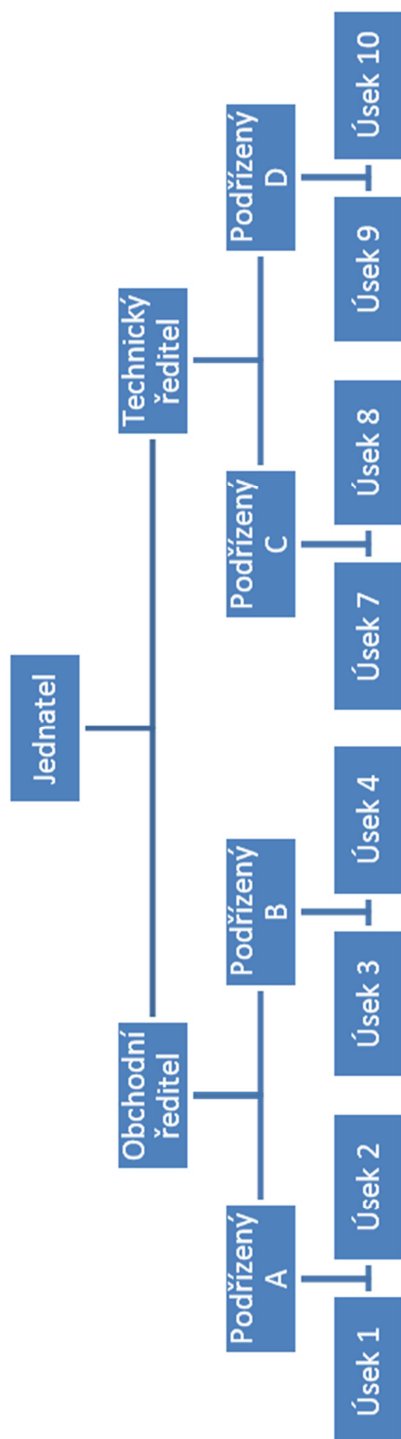 Jednatel
Obchodní
ředitel
Technický
ředitel
Podřízený
A
Podřízený
B
Podřízený
C
Podřízený
D
Úsek 1
Úsek 2
Úsek 3
Úsek 4
Úsek 7
Úsek 8
Úsek 9
Úsek 10